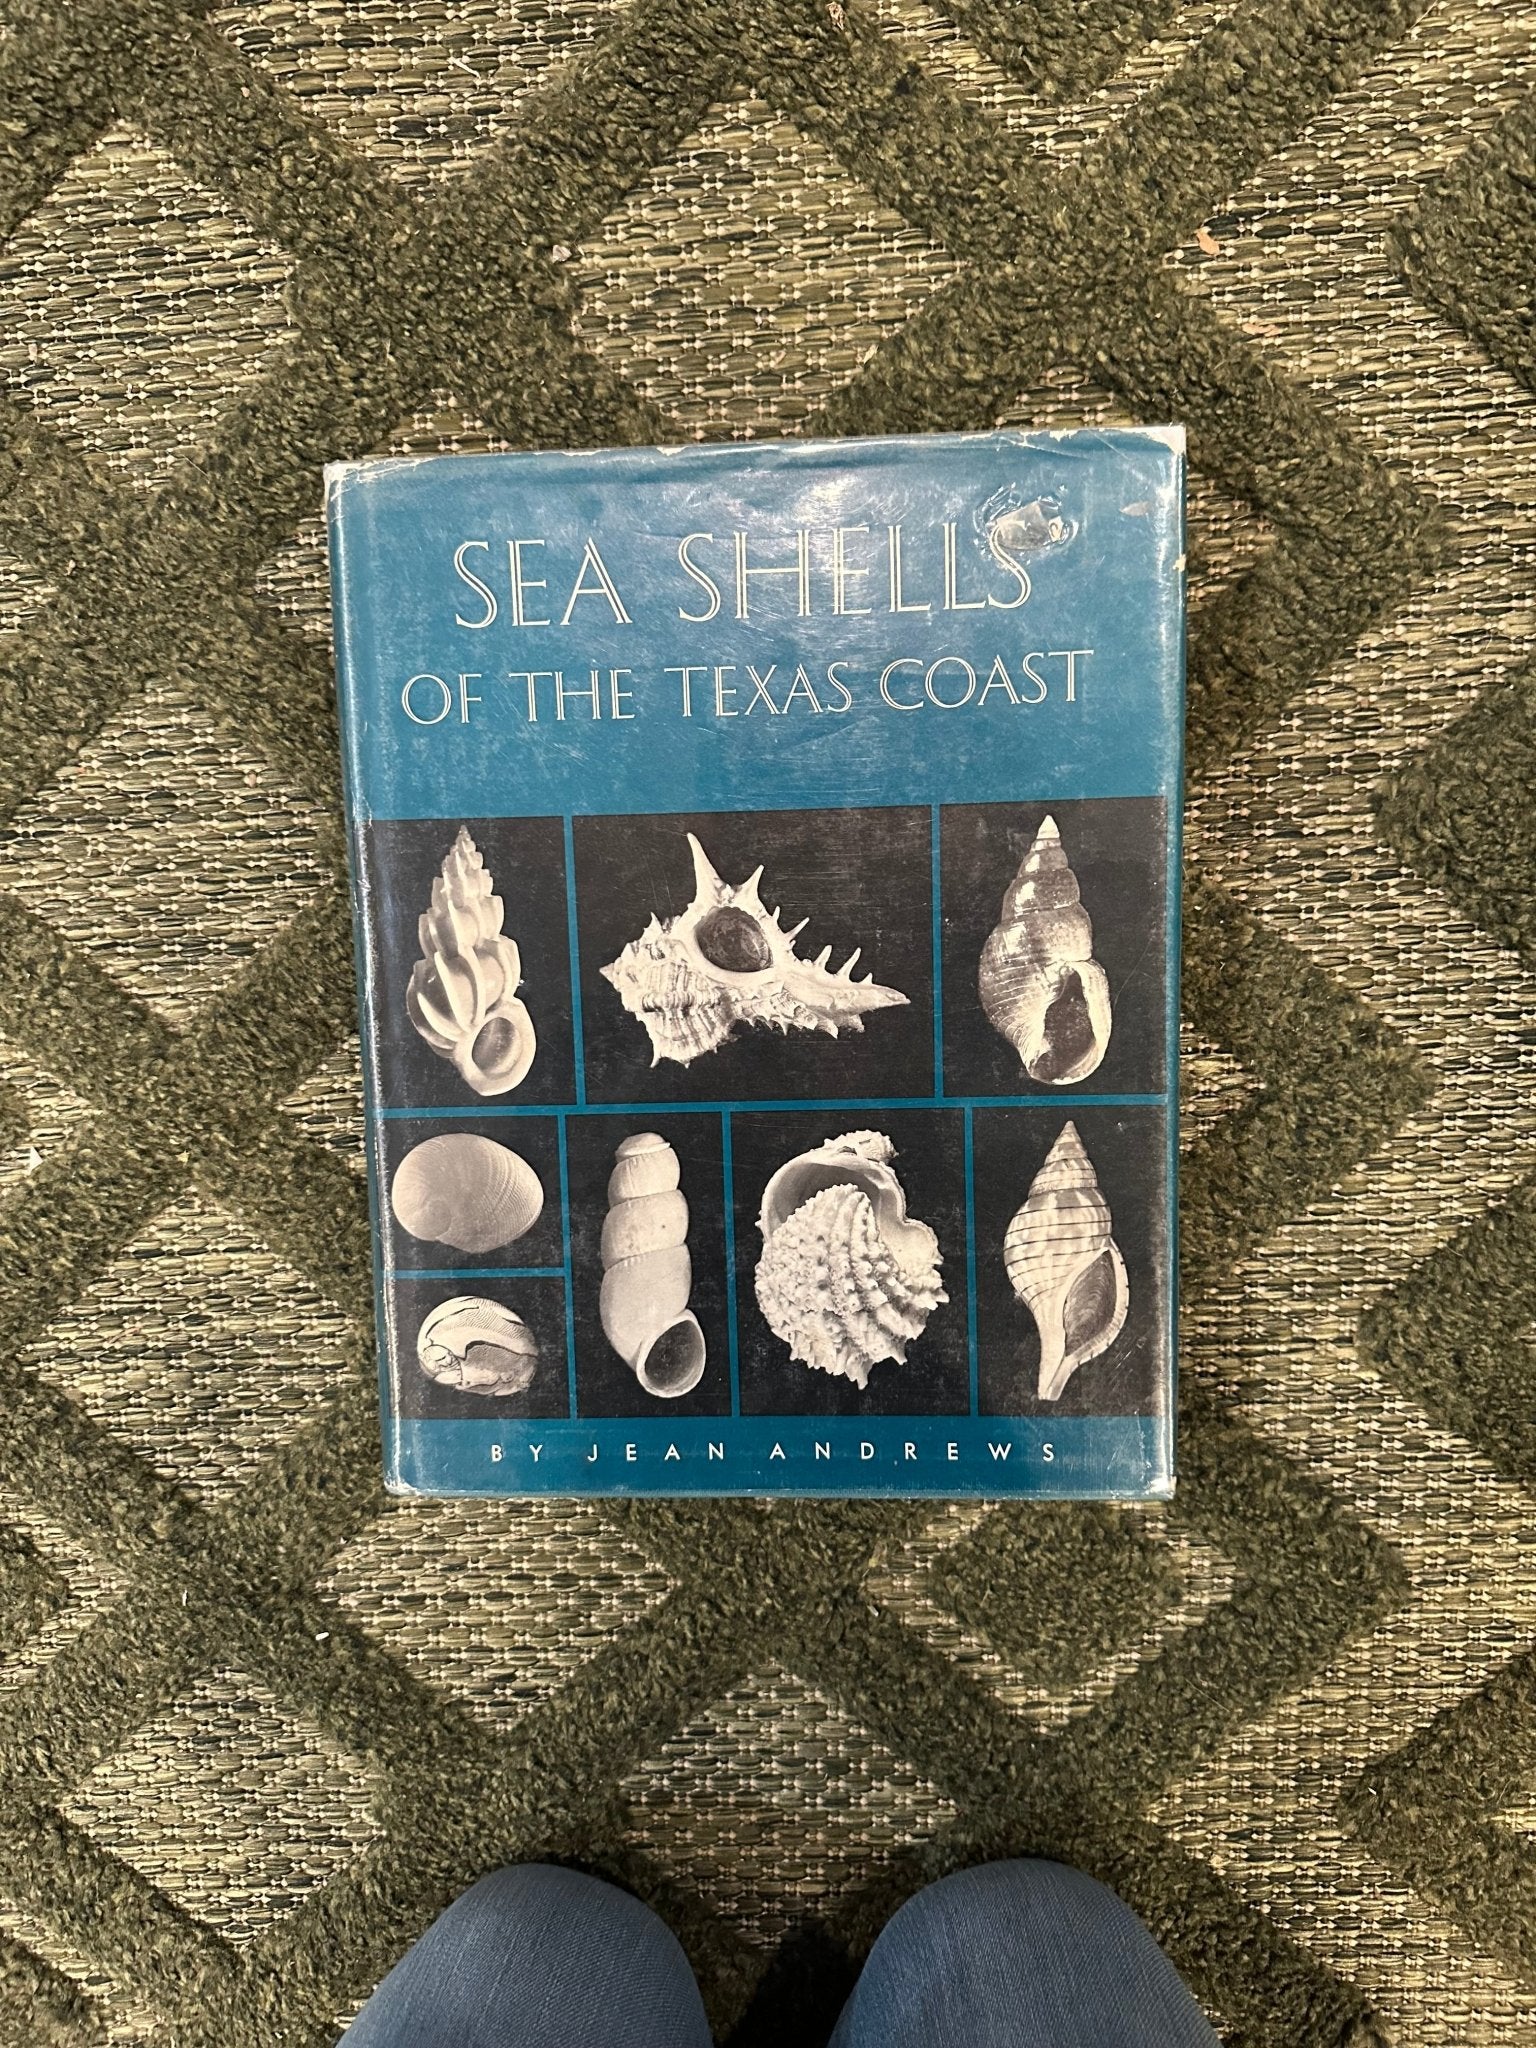 SEA SHELLS
OF THE TEXAS COAST
BY JEAN ANDREWS